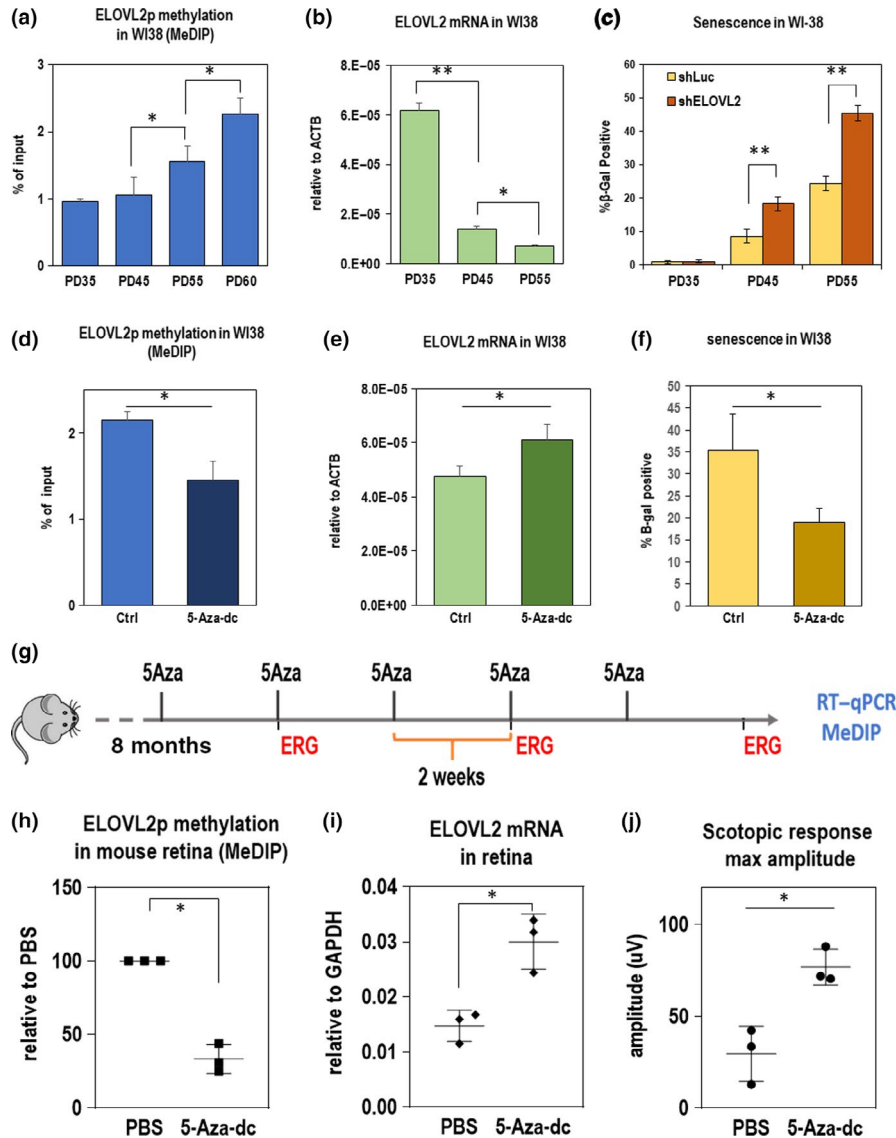 (a)
ELOVL2p methylation
in WI38 (MeDIP)
% of input
3
2
1
0
*
*
PD35 PD45 PD55 PD60
(b)
ELOVL2 mRNA in WI38
relative to ACTB
8.E-05
6.E-05
4.E-05
2.E-05
0.E+00
**
*
PD35 PD45 PD55
(c)
Senescence in WI-38
%β-Gal Positive
60
50
40
30
20
10
0
shLuc
shELOVL2
**
**
PD35 PD45 PD55
(d)
ELOVL2p methylation in WI38
(MeDIP)
% of input
2
1
0
*
Ctrl 5-Aza-dc
(e)
ELOVL2 mRNA in WI38
relative to ACTB
8.0E-05
6.0E-05
4.0E-05
2.0E-05
0.0E+00
*
Ctrl 5-Aza-dc
(f)
senescence in WI38
% B-gal positive
50
45
40
35
30
25
20
15
10
5
0
*
Ctrl 5-Aza-dc
(g)
5Aza 5Aza 5Aza 5Aza 5Aza
8 months
ERG ERG ERG
2 weeks
RT–qPCR
MeDIP
(h)
ELOVL2p methylation
in mouse retina (MeDIP)
relative to PBS
150
100
50
0
*
PBS 5-Aza-dc
(i)
ELOVL2 mRNA
in retina
relative to GAPDH
0.04
0.03
0.02
0.01
0.00
*
PBS 5-Aza-dc
(j)
Scotopic response
max amplitude
amplitude (uV)
100
50
0
*
PBS 5-Aza-dc